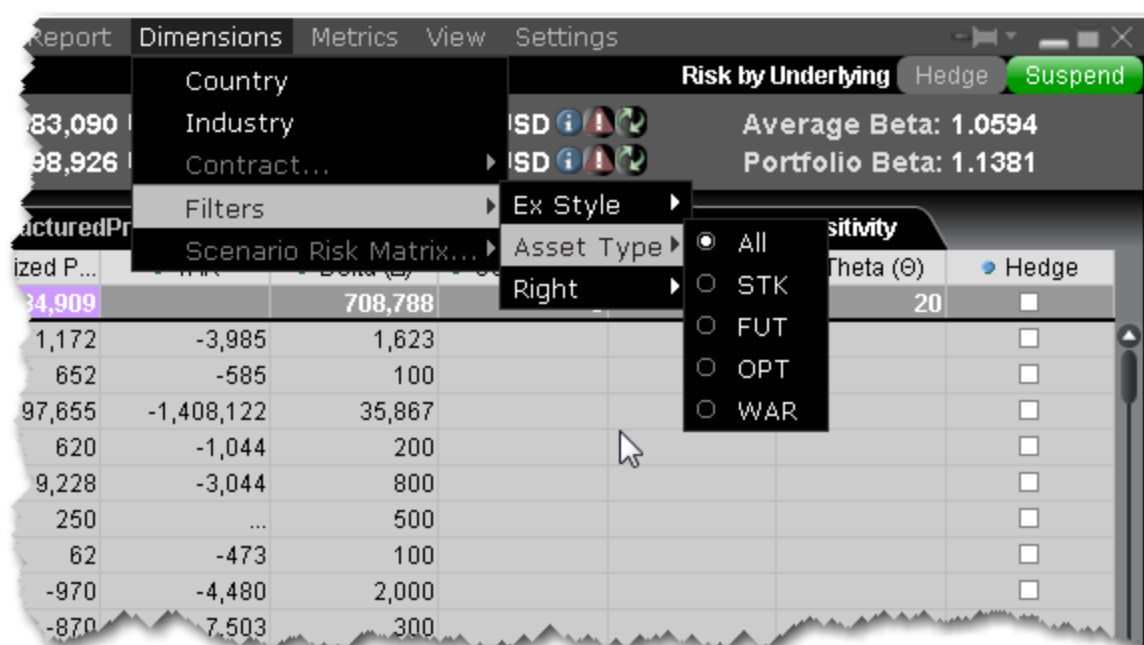 Report Dimensions Metrics View Settings
Country
Risk by Underlying Hedge Suspend
83,090
Industry
Average Beta: 1.0594
98,926
Contract...
Portfolio Beta: 1.1381
Filters
Ex Style
Scenario Risk Matrix...
Asset Type
All
Theta (Θ)
Hedge
Right
STK
708,788
20
FUT
1,172 -3,985 1,623
652 -585 100
OPT
97,655 -1,408,122 35,867
WAR
620 -1,044 200
9,228 -3,044 800
250 ... 500
62 -473 100
-970 -4,480 2,000
-870 -7,503 300